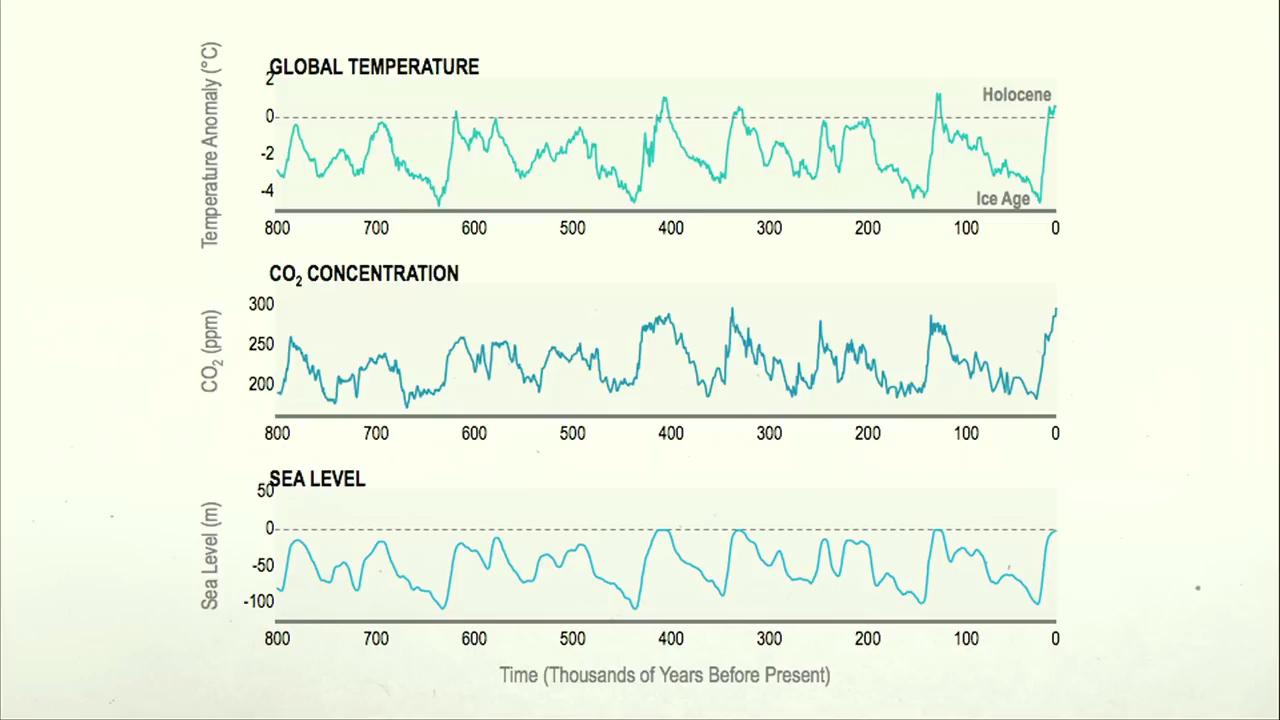 GLOBAL TEMPERATURE
Temperature Anomaly (°C)
2
0
-2
-4
Holocene
Ice Age
800 700 600 500 400 300 200 100 0
CO₂ CONCENTRATION
CO₂ (ppm)
300
250
200
800 700 600 500 400 300 200 100 0
SEA LEVEL
Sea Level (m)
50
0
-50
-100
800 700 600 500 400 300 200 100 0
Time (Thousands of Years Before Present)